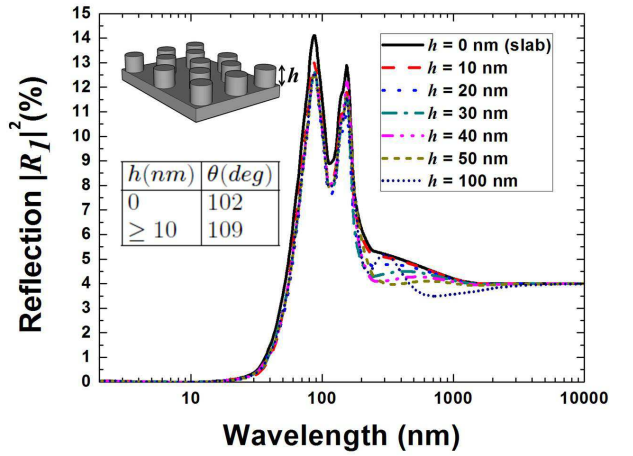 Reflection |R₁|²(%)
15
14
13
12
11
10
9
8
7
6
5
4
3
2
1
0
h
h(nm) θ(deg)
0 102
≥ 10 109
h = 0 nm (slab)
h = 10 nm
h = 20 nm
h = 30 nm
h = 40 nm
h = 50 nm
h = 100 nm
10 100 1000 10000
Wavelength (nm)